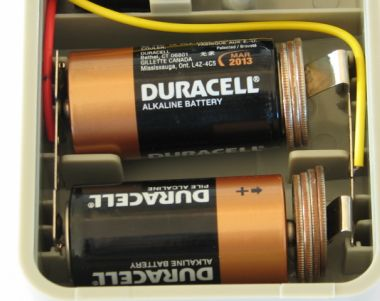 DURACELL
Bethel, CT 06801
GILLETTE CANADA
Mississauga, Ont. L4Z-4C5
MAR
2013
DURACELL®
ALKALINE BATTERY
DURACELL
+
PILE ALCALINE
DURACELL®
DURACELL
ALKALINE BATTERY